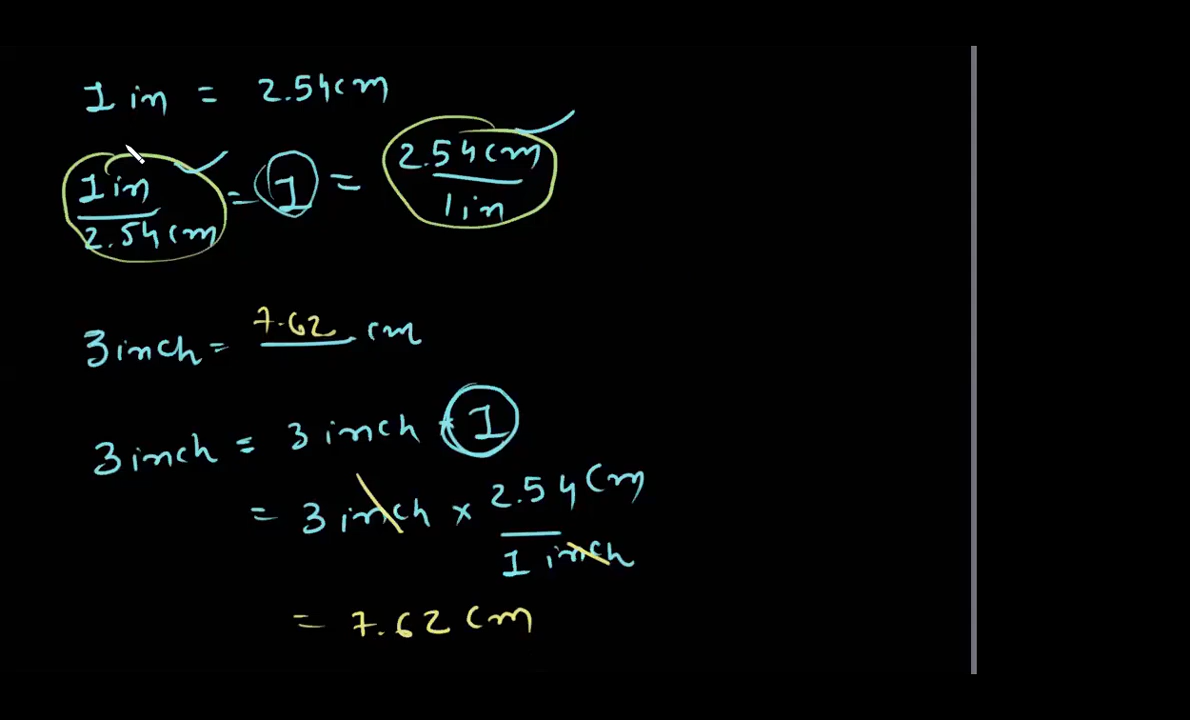 1 in = 2.54 cm
1 in / 2.54 cm = 1 = 2.54 cm / 1 in
3 inch = 7.62 cm
3 inch = 3 inch * 1
= 3 inch × 2.54 cm / 1 inch
= 7.62 cm